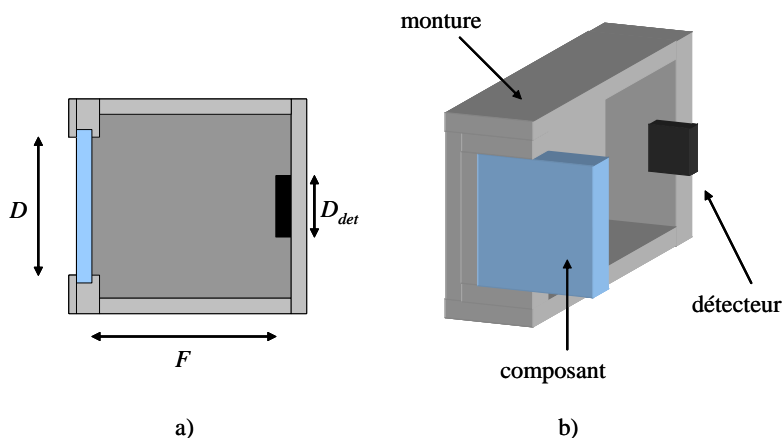 monture
D
D_det
détecteur
F
composant
a)
b)